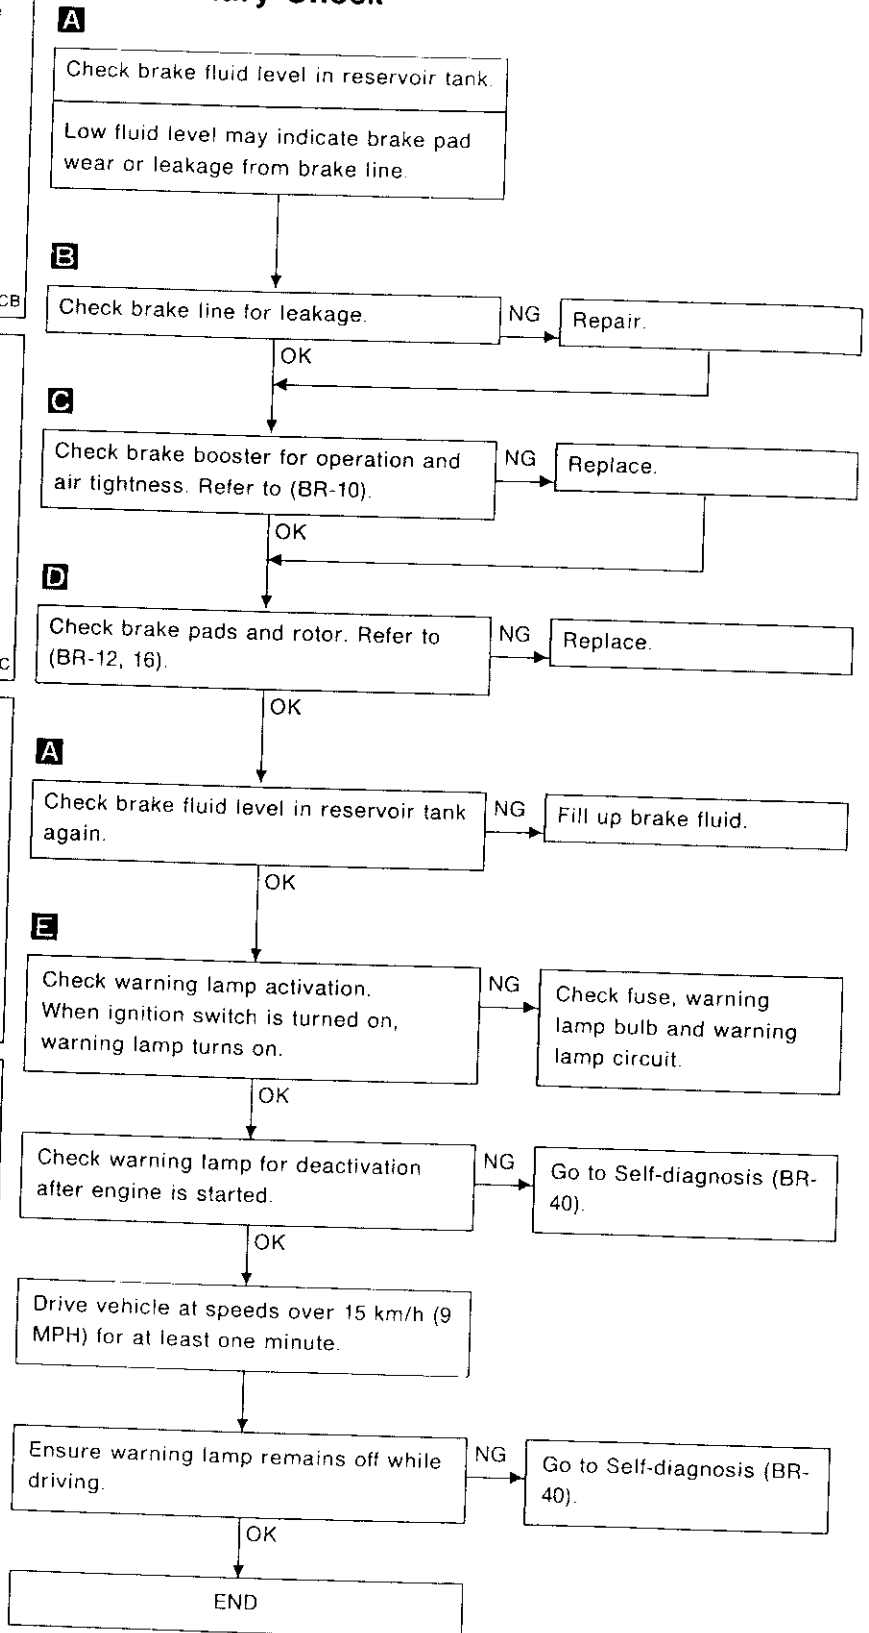 Check
A
Check brake fluid level in reservoir tank.
Low fluid level may indicate brake pad
wear or leakage from brake line.
B
CB
Check brake line for leakage.
NG
Repair.
OK
C
Check brake booster for operation and
air tightness. Refer to (BR-10).
NG
Replace.
OK
D
Check brake pads and rotor. Refer to
(BR-12, 16).
NG
Replace.
C
OK
A
Check brake fluid level in reservoir tank
again.
NG
Fill up brake fluid.
OK
E
Check warning lamp activation.
When ignition switch is turned on,
warning lamp turns on.
NG
Check fuse, warning
lamp bulb and warning
lamp circuit.
OK
Check warning lamp for deactivation
after engine is started.
NG
Go to Self-diagnosis (BR-
40).
OK
Drive vehicle at speeds over 15 km/h (9
MPH) for at least one minute.
Ensure warning lamp remains off while
driving.
NG
Go to Self-diagnosis (BR-
40).
OK
END